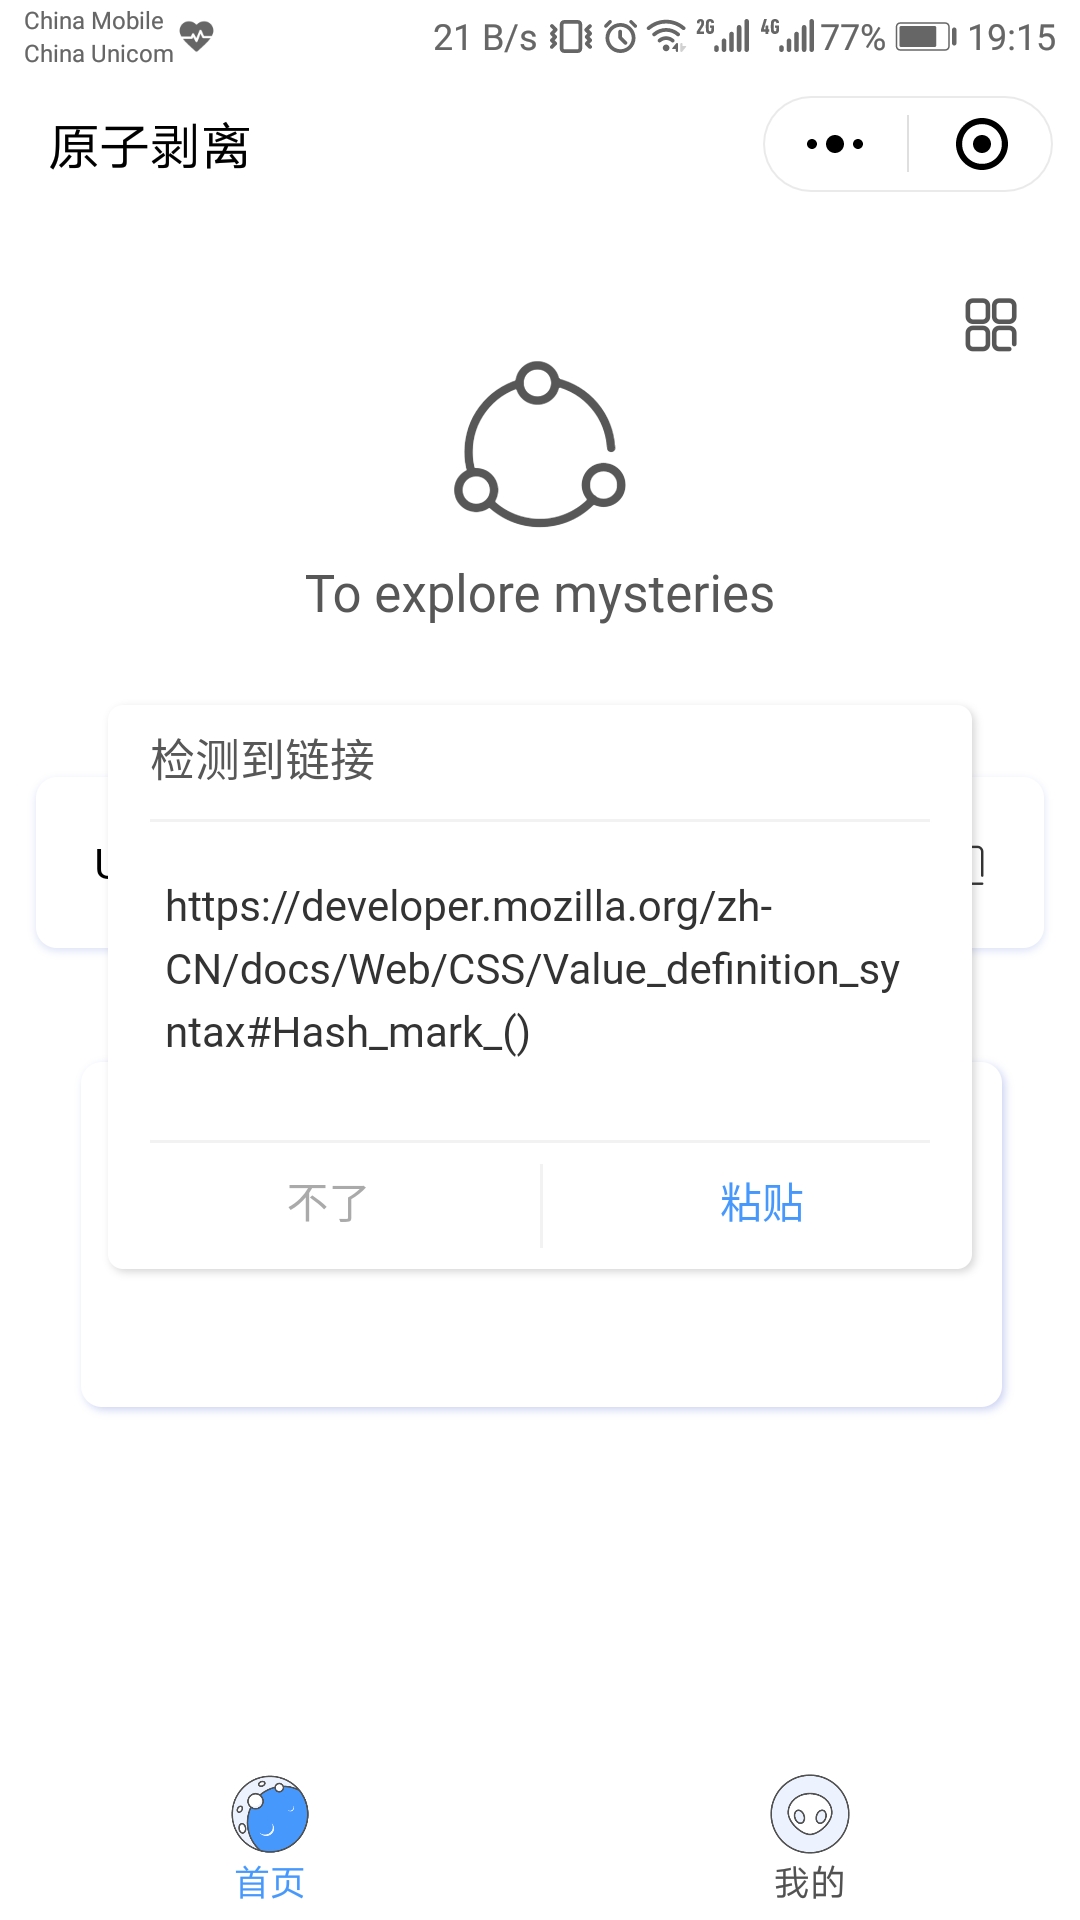 China Mobile
China Unicom
21 B/s 2G 4G 77% 19:15
原子剥离
To explore mysteries
检测到链接
https://developer.mozilla.org/zh-
CN/docs/Web/CSS/Value_definition_sy
ntax#Hash_mark_()
不了 粘贴
首页 我的